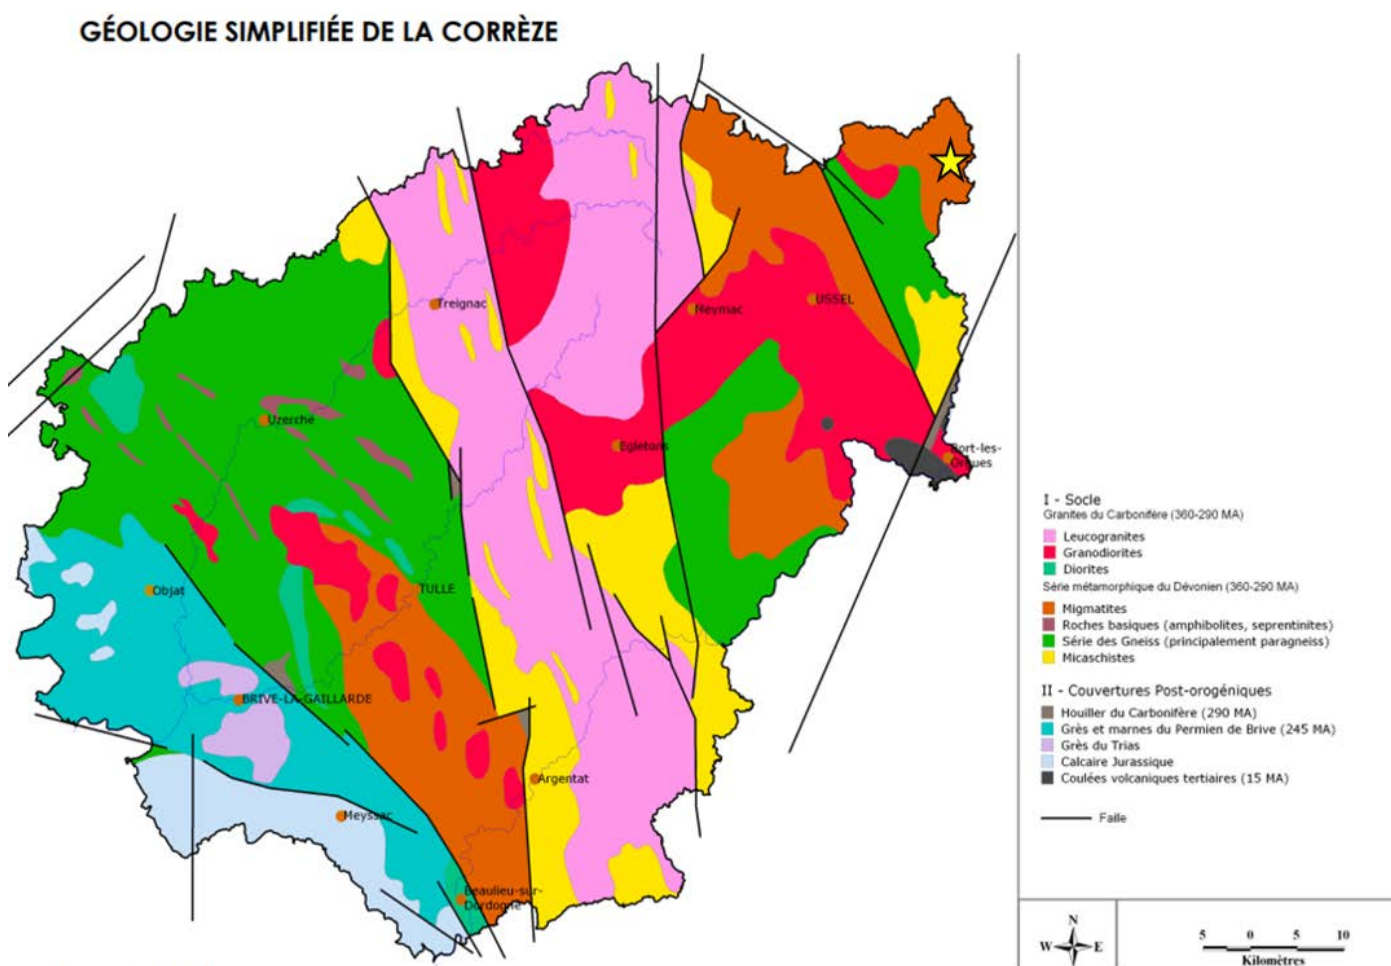 GÉOLOGIE SIMPLIFIÉE DE LA CORRÈZE
Treignac
Meymac
USSEL
Uzerche
Egletons
Bort-les-
Orgues
Objat
TULLE
BRIVE-LA-GAILLARDE
Argentat
Meyssac
Beaulieu-sur-
Dordogne
I - Socle
Granites du Carbonifère (360-290 MA)
Leucogranites
Granodiorites
Diorites
Série métamorphique du Dévonien (360-290 MA)
Migmatites
Roches basiques (amphibolites, septrentinites)
Série des Gneiss (principalement paragneiss)
Micaschistes
II - Couvertures Post-orogéniques
Houiller du Carbonifère (290 MA)
Grès et marnes du Permien de Brive (245 MA)
Grès du Trias
Calcaire Jurassique
Coulées volcaniques tertiaires (15 MA)
Faille
N
W E
S
5 0 5 10
Kilomètres